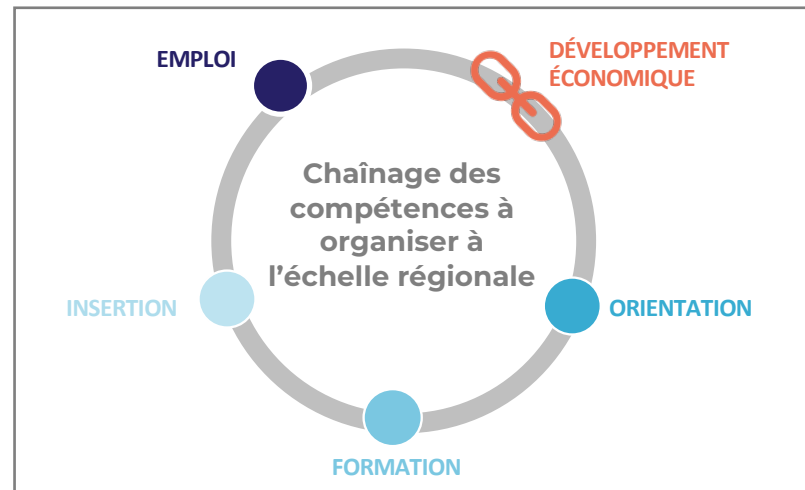 EMPLOI
DÉVELOPPEMENT
ÉCONOMIQUE
Chaînage des
compétences à
organiser à
l’échelle régionale
INSERTION
ORIENTATION
FORMATION